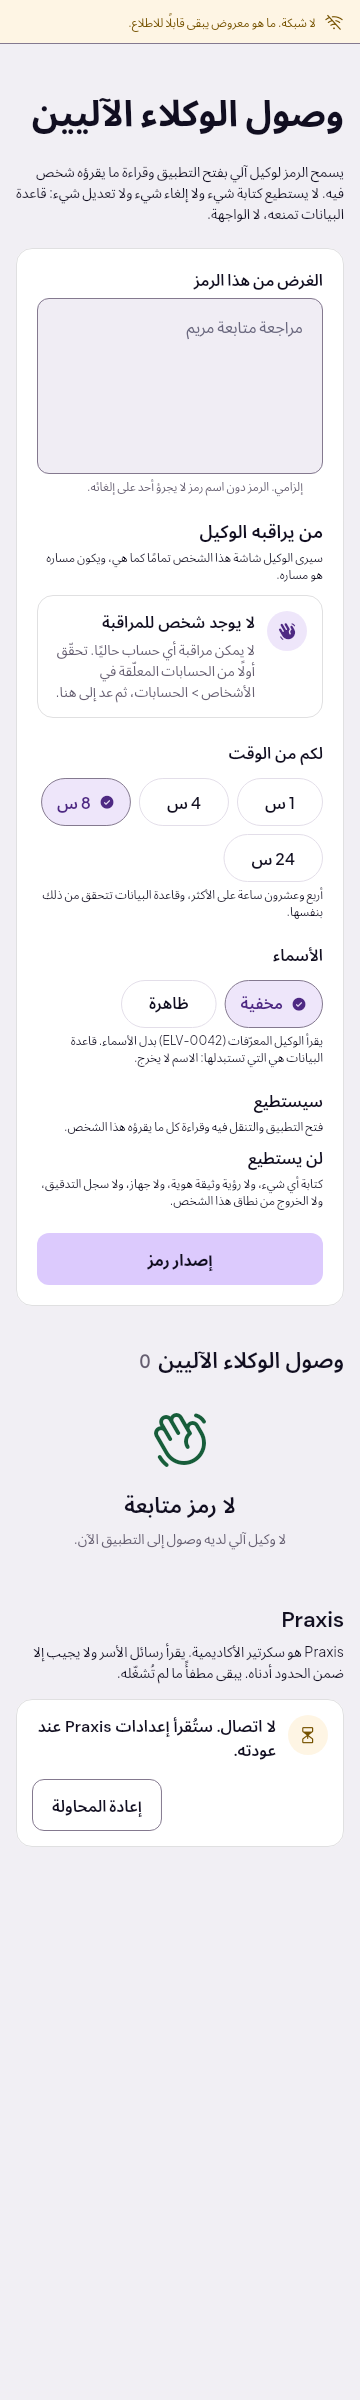 لا شبكة. ما هو معروض يبقى قابلًا للاطلاع.
وصول الوكلاء الآليين
يسمح الرمز لوكيل آلي بفتح التطبيق وقراءة ما يقرؤه شخص
فيه. لا يستطيع كتابة شيء ولا إلغاء شيء ولا تعديل شيء: قاعدة
البيانات تمنعه، لا الواجهة.
الغرض من هذا الرمز
مراجعة متابعة مريم
إلزامي. الرمز دون اسم رمز لا يجرؤ أحد على إلغائه.
من يراقبه الوكيل
سيرى الوكيل شاشة هذا الشخص تمامًا كما هي، ويكون مساره
هو مساره.
لا يوجد شخص للمراقبة
لا يمكن مراقبة أي حساب حاليًا. تحقّق
أولًا من الحسابات المعلّقة في
الأشخاص > الحسابات، ثم عد إلى هنا.
لكم من الوقت
1 س
4 س
8 س
24 س
أربع وعشرون ساعة على الأكثر، وقاعدة البيانات تتحقق من ذلك
بنفسها.
الأسماء
مخفية
ظاهرة
يقرأ الوكيل المعرّفات (ELV-0042) بدل الأسماء. قاعدة
البيانات هي التي تستبدلها: الاسم لا يخرج.
سيستطيع
فتح التطبيق والتنقل فيه وقراءة كل ما يقرؤه هذا الشخص.
لن يستطيع
كتابة أي شيء، ولا رؤية وثيقة هوية، ولا جهاز، ولا سجل التدقيق،
ولا الخروج من نطاق هذا الشخص.
إصدار رمز
وصول الوكلاء الآليين 0
لا رمز متابعة
لا وكيل آلي لديه وصول إلى التطبيق الآن.
Praxis
Praxis هو سكرتير الأكاديمية. يقرأ رسائل الأسر ولا يجيب إلا
ضمن الحدود أدناه. يبقى مطفأً ما لم تُشغّله.
لا اتصال. ستُقرأ إعدادات Praxis عند
عودته.
إعادة المحاولة